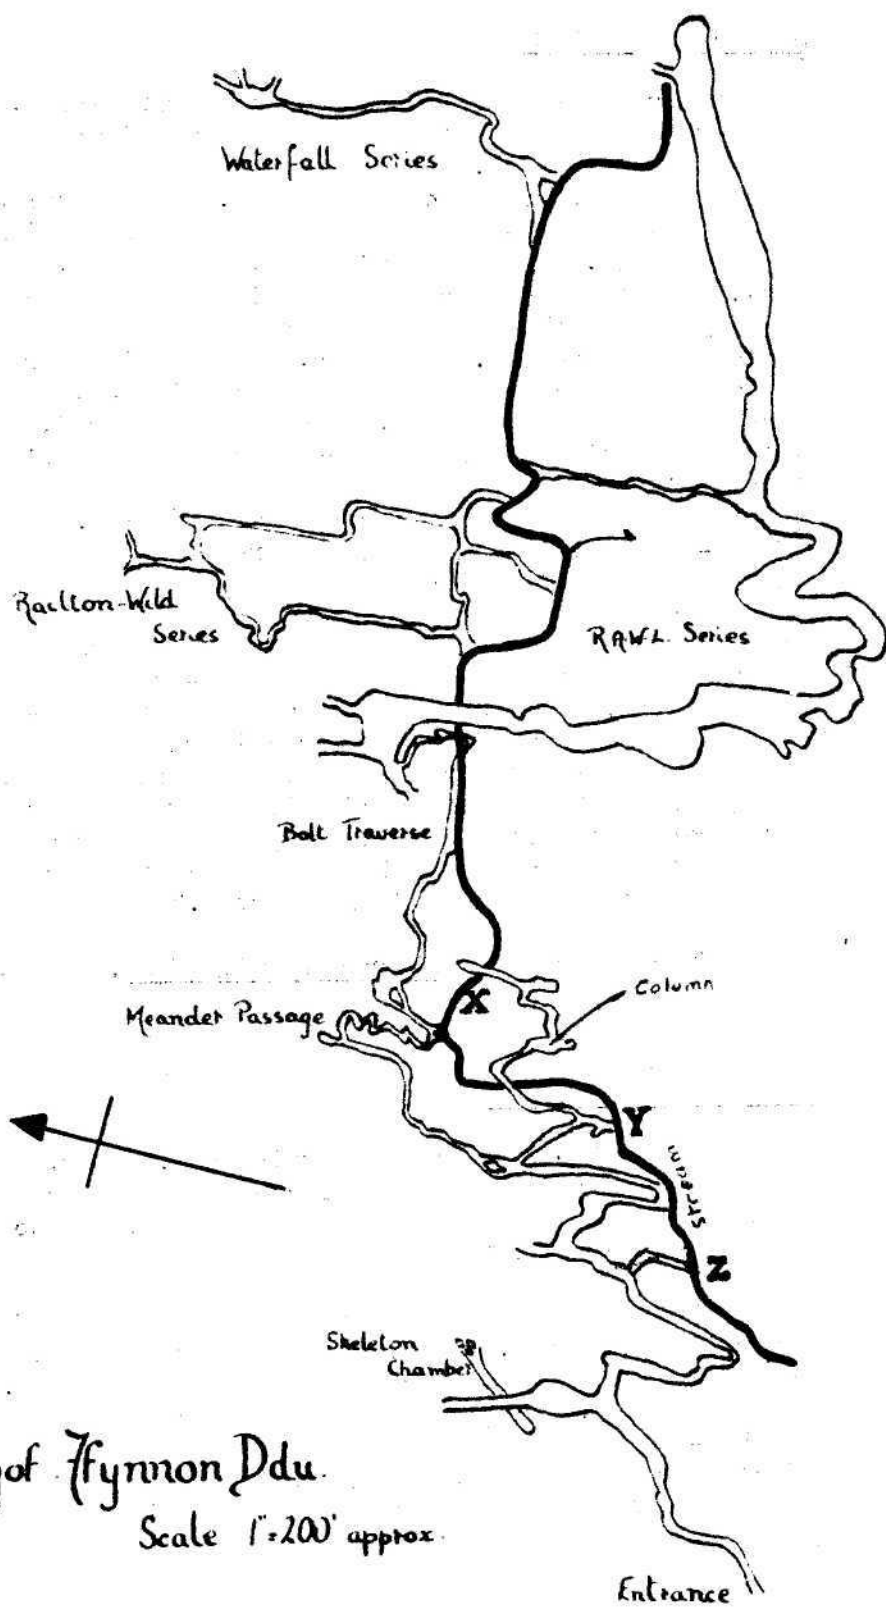 Waterfall Series
Railton-Wild
Series
R.A.W.L. Series
Bolt Traverse
X
Column
Meander Passage
Y
Stream
Z
Skeleton
Chamber
of Ffynnon Ddu.
Scale 1"=200' approx.
Entrance